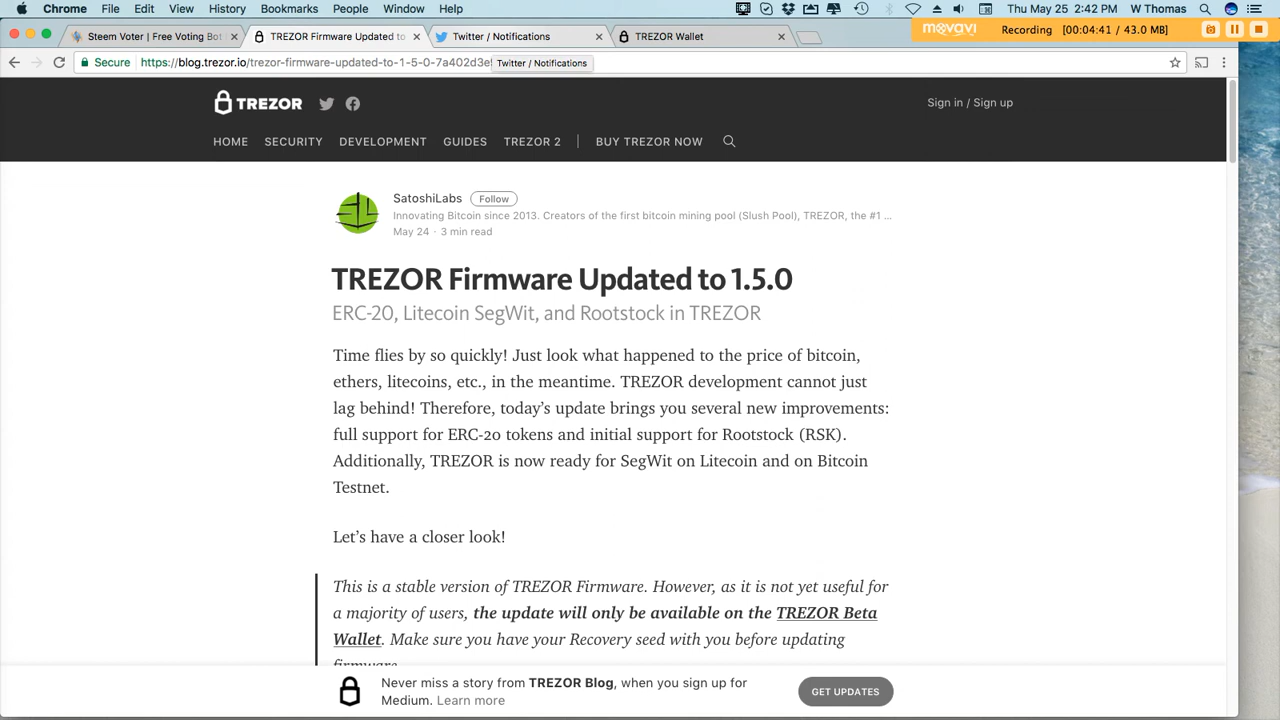 Chrome File Edit View History Bookmarks People Window Help Thu May 25 2:42 PM W Thomas
Steem Voter | Free Voting Bot × TREZOR Firmware Updated to × Twitter / Notifications × TREZOR Wallet ×
movavi Recording [00:04:41 / 43.0 MB]
Secure https://blog.trezor.io/trezor-firmware-updated-to-1-5-0-7a402d3e
Twitter / Notifications
TREZOR Sign in / Sign up
HOME SECURITY DEVELOPMENT GUIDES TREZOR 2 | BUY TREZOR NOW
SatoshiLabs Follow
Innovating Bitcoin since 2013. Creators of the first bitcoin mining pool (Slush Pool), TREZOR, the #1 ...
May 24 · 3 min read
TREZOR Firmware Updated to 1.5.0
ERC-20, Litecoin SegWit, and Rootstock in TREZOR
Time flies by so quickly! Just look what happened to the price of bitcoin,
ethers, litecoins, etc., in the meantime. TREZOR development cannot just
lag behind! Therefore, today's update brings you several new improvements:
full support for ERC-20 tokens and initial support for Rootstock (RSK).
Additionally, TREZOR is now ready for SegWit on Litecoin and on Bitcoin
Testnet.
Let's have a closer look!
This is a stable version of TREZOR Firmware. However, as it is not yet useful for
a majority of users, the update will only be available on the TREZOR Beta
Wallet. Make sure you have your Recovery seed with you before updating
firmware.
Never miss a story from TREZOR Blog, when you sign up for
Medium. Learn more
GET UPDATES